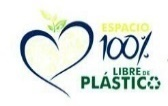 ESPACIO
100%
LIBRE DE
PLÁSTICO